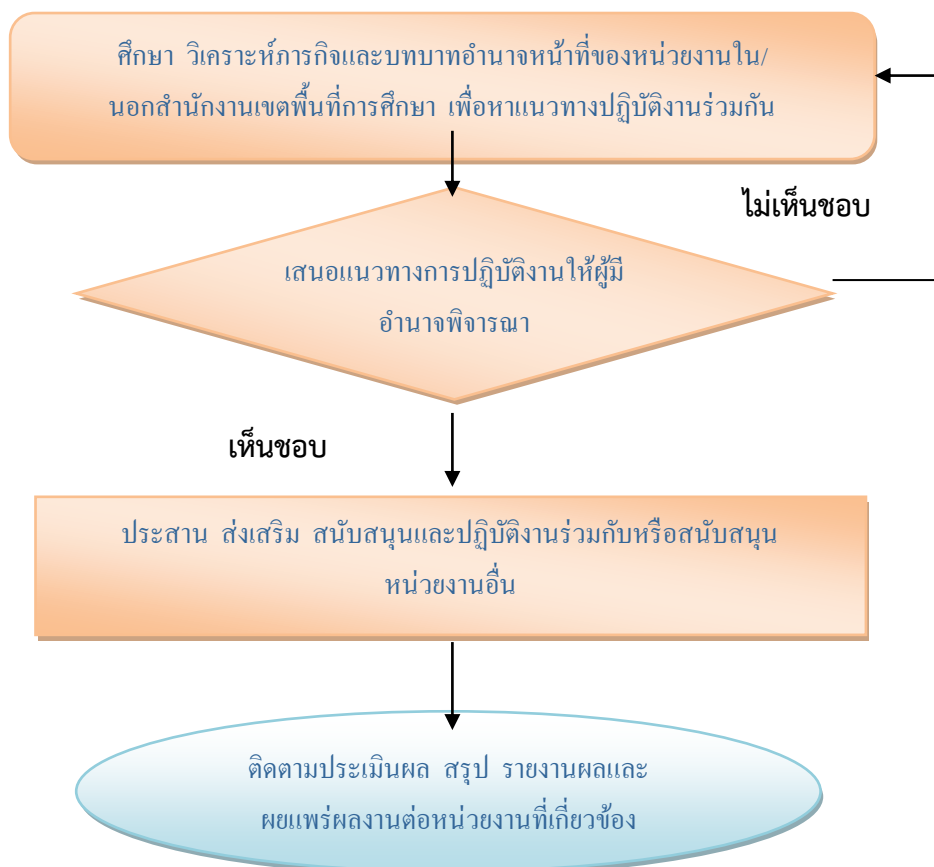 ศึกษา วิเคราะห์ภารกิจและบทบาทอำนาจหน้าที่ของหน่วยงานใน/
นอกสำนักงานเขตพื้นที่การศึกษา เพื่อหาแนวทางปฏิบัติงานร่วมกัน
ไม่เห็นชอบ
เสนอแนวทางการปฏิบัติงานให้ผู้มี
อำนาจพิจารณา
เห็นชอบ
ประสาน ส่งเสริม สนับสนุนและปฏิบัติงานร่วมกับหรือสนับสนุน
หน่วยงานอื่น
ติดตามประเมินผล สรุป รายงานผลและ
ผยแพร่ผลงานต่อหน่วยงานที่เกี่ยวข้อง